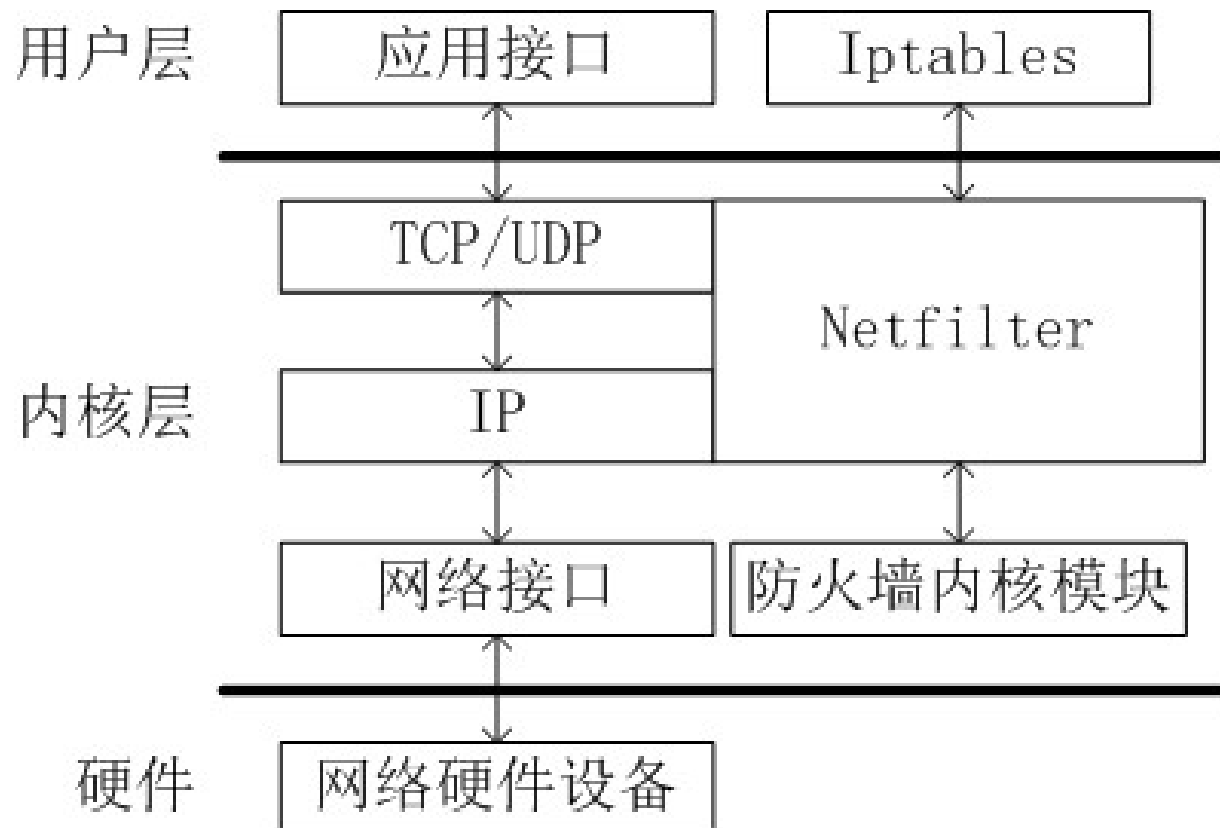 用户层
应用接口
Iptables
TCP/UDP
Netfilter
内核层
IP
网络接口
防火墙内核模块
硬件
网络硬件设备